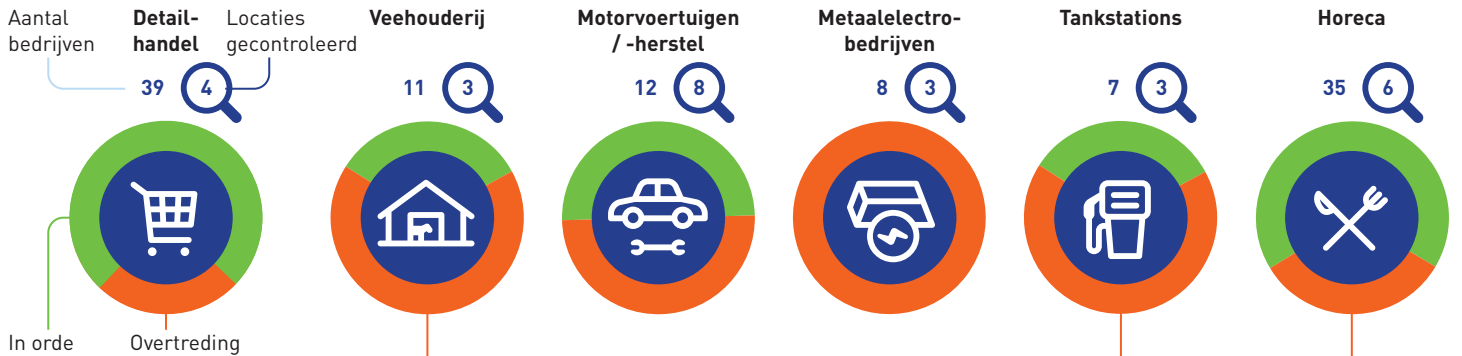 Aantal
bedrijven
Detail-
handel
Locaties
gecontroleerd
39
4
Veehouderij
11
3
Motorvoertuigen
/ -herstel
12
8
Metaalelectro-
bedrijven
8
3
Tankstations
7
3
Horeca
35
6
In orde
Overtreding